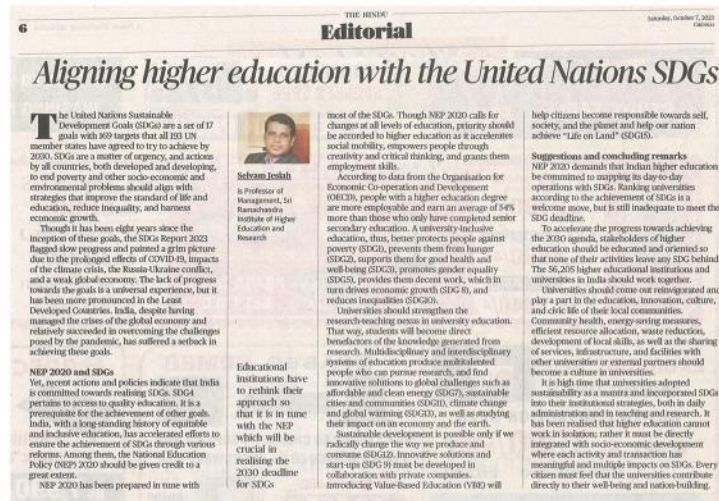 THE HINDU
6
Editorial
Saturday, October 7, 2023
Aligning higher education with the United Nations SDGs
The United Nations Sustainable
Development Goals (SDGs) are a set of 17
goals with 169 targets that all 193 UN
member states have agreed to try to achieve by
2030. SDGs are a matter of urgency, and actions
by all countries, both developed and developing,
to end poverty and other socio-economic and
environmental problems should align with
strategies that improve the standard of life and
education, reduce inequality, and harness
economic growth.
Though it has been eight years since the
inception of these goals, the SDGs Report 2023
flagged slow progress and painted a grim picture
due to the prolonged effects of COVID-19, impacts
of the climate crisis, the Russia-Ukraine conflict,
and a weak global economy. The lack of progress
towards the goals is a universal experience, but it
has been more pronounced in the Least
Developed Countries. India, despite having
managed the crises of the global economy and
relatively succeeded in overcoming the challenges
posed by the pandemic, has suffered a setback in
achieving these goals.
NEP 2020 and SDGs
Yet, recent actions and policies indicate that India
is committed towards realising SDGs. SDG4
pertains to access to quality education. It is a
prerequisite for the achievement of other goals.
India, with a long-standing history of equitable
and inclusive education, has accelerated efforts to
ensure the achievement of SDGs through various
reforms. Among them, the National Education
Policy (NEP) 2020 should be given credit to a
great extent.
NEP 2020 has been prepared in tune with
Selvam Jesiah
is Professor of
Management, Sri
Ramachandra
Institute of Higher
Education and
Research
Educational
institutions have
to rethink their
approach so
that it is in tune
with the NEP
which will be
crucial in
realising the
2030 deadline
for SDGs
most of the SDGs. Though NEP 2020 calls for
changes at all levels of education, priority should
be accorded to higher education as it accelerates
social mobility, empowers people through
creativity and critical thinking, and grants them
employment skills.
According to data from the Organisation for
Economic Co-operation and Development
(OECD), people with a higher education degree
are more employable and earn an average of 54%
more than those who only have completed senior
secondary education. A university-inclusive
education, thus, better protects people against
poverty (SDG1), prevents them from hunger
(SDG2), supports them for good health and
well-being (SDG3), promotes gender equality
(SDG5), provides them decent work, which in
turn drives economic growth (SDG 8), and
reduces inequalities (SDG10).
Universities should strengthen the
research-teaching nexus in university education.
That way, students will become direct
benefactors of the knowledge generated from
research. Multidisciplinary and interdisciplinary
systems of education produce multitalented
people who can pursue research, and find
innovative solutions to global challenges such as
affordable and clean energy (SDG7), sustainable
cities and communities (SDG11), climate change
and global warming (SDG13), as well as studying
their impact on economy and the earth.
Sustainable development is possible only if we
radically change the way we produce and
consume (SDG12). Innovative solutions and
start-ups (SDG 9) must be developed in
collaboration with private companies.
Introducing Value-Based Education (VBE) will
help citizens become responsible towards self,
society, and the planet and help our nation
achieve “Life on Land” (SDG15).
Suggestions and concluding remarks
NEP 2020 demands that Indian higher education
be committed to mapping its day-to-day
operations with SDGs. Ranking universities
according to the achievement of SDGs is a
welcome move, but is still inadequate to meet the
SDG deadline.
To accelerate the progress towards achieving
the 2030 agenda, stakeholders of higher
education should be educated and oriented so
that none of their activities leave any SDG behind.
The 56,205 higher educational institutions and
universities in India should work together.
Universities should come out reinvigorated and
play a part in the education, innovation, culture,
and civic life of their local communities.
Community health, energy-saving measures,
efficient resource allocation, waste reduction,
development of local skills, as well as the sharing
of services, infrastructure, and facilities with
other universities or external partners should
become a culture in universities.
It is high time that universities adopted
sustainability as a mantra and incorporated SDGs
into their institutional strategies, both in daily
administration and in teaching and research. It
has been realised that higher education cannot
work in isolation; rather it must be directly
integrated with socio-economic development
where each activity and transaction has
meaningful and multiple impacts on SDGs. Every
citizen must feel that the universities contribute
directly to their well-being and nation-building.